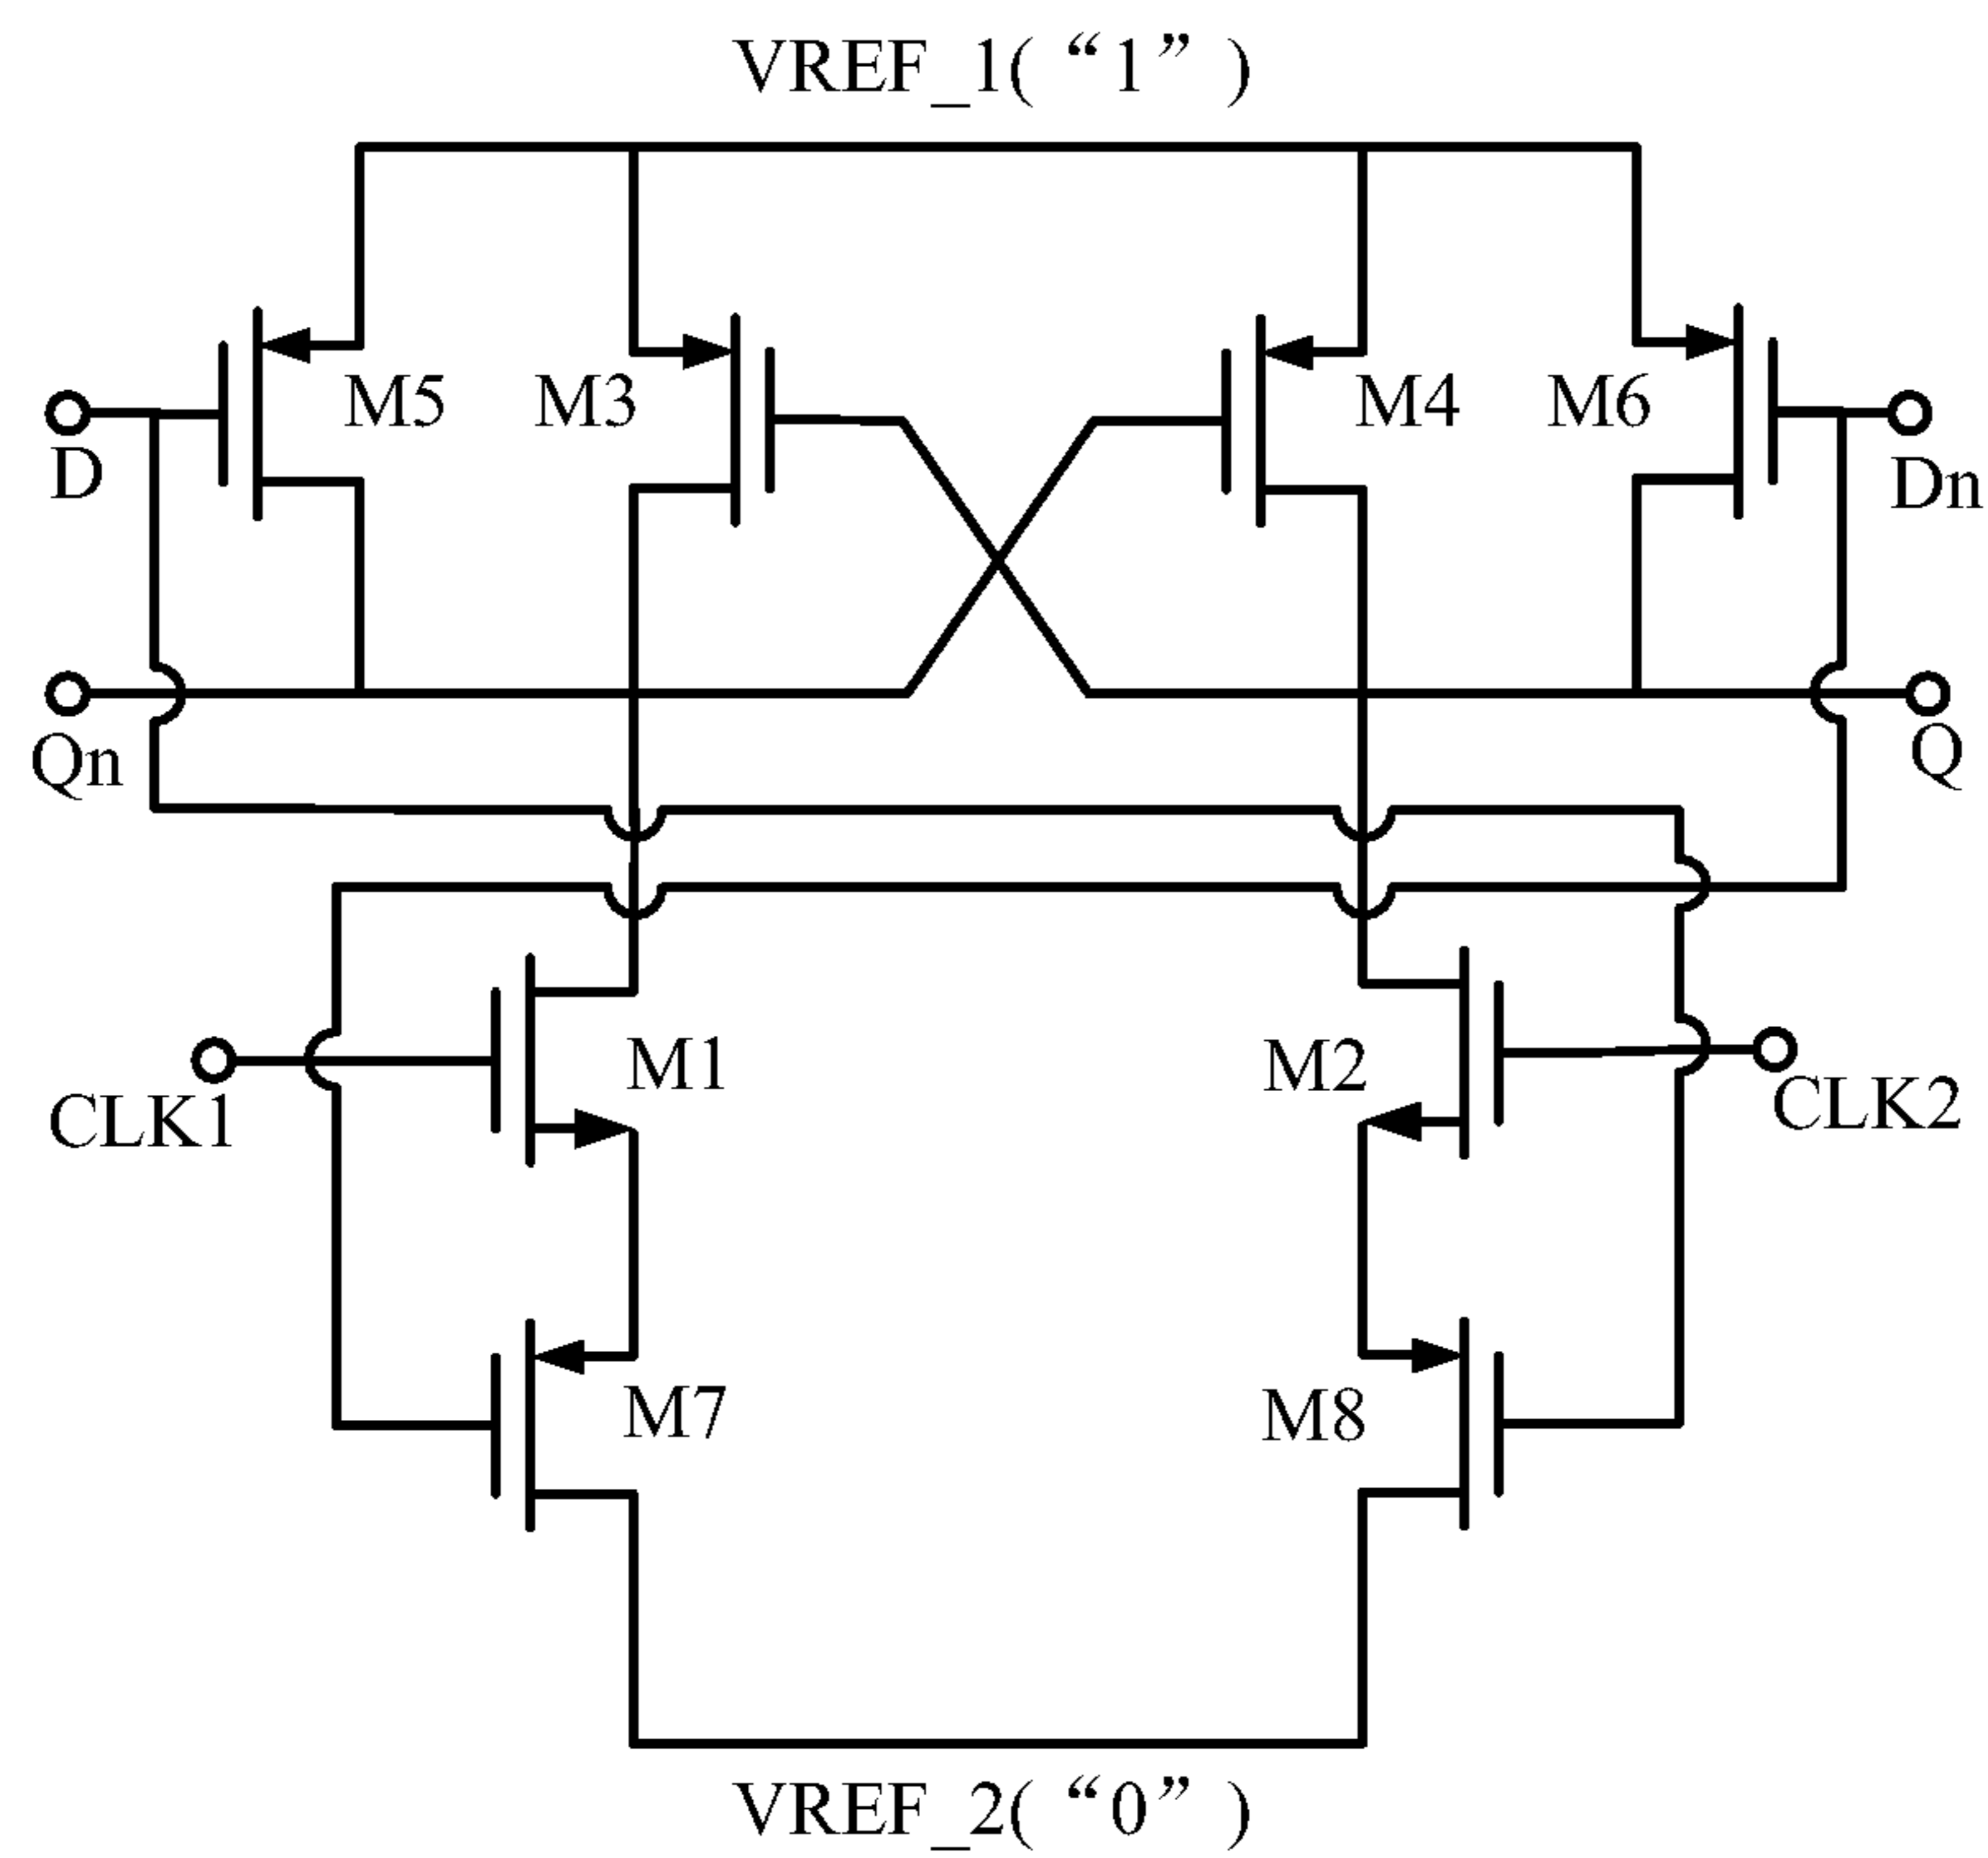 VREF_1(“1”)
M5
M3
M4
M6
D
Dn
Qn
Q
M1
M2
CLK1
CLK2
M7
M8
VREF_2(“0”)